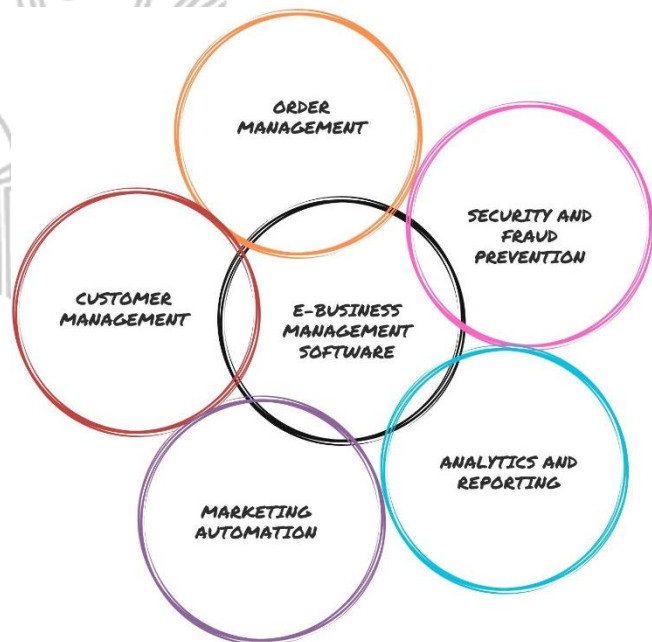 ORDER
MANAGEMENT
SECURITY AND
FRAUD
PREVENTION
CUSTOMER
MANAGEMENT
E-BUSINESS
MANAGEMENT
SOFTWARE
ANALYTICS AND
REPORTING
MARKETING
AUTOMATION